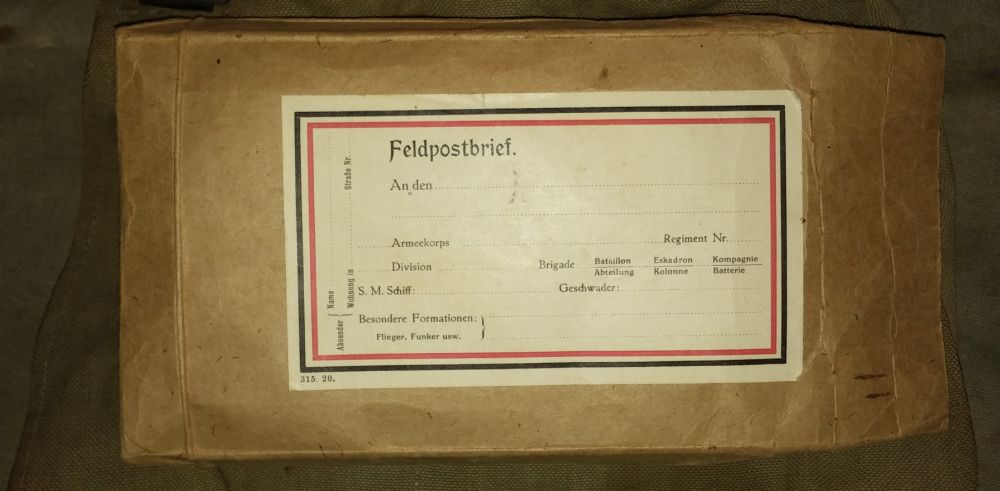 Feldpostbrief.
An den
Armeekorps Regiment Nr.
Division Brigade Bataillon Eskadron Kompagnie
Abteilung Kolonne Batterie
S. M. Schiff: Geschwader:
Besondere Formationen:
Flieger, Funker usw.
Absender
Name
Wohnung in Straße Nr.
315. 20.